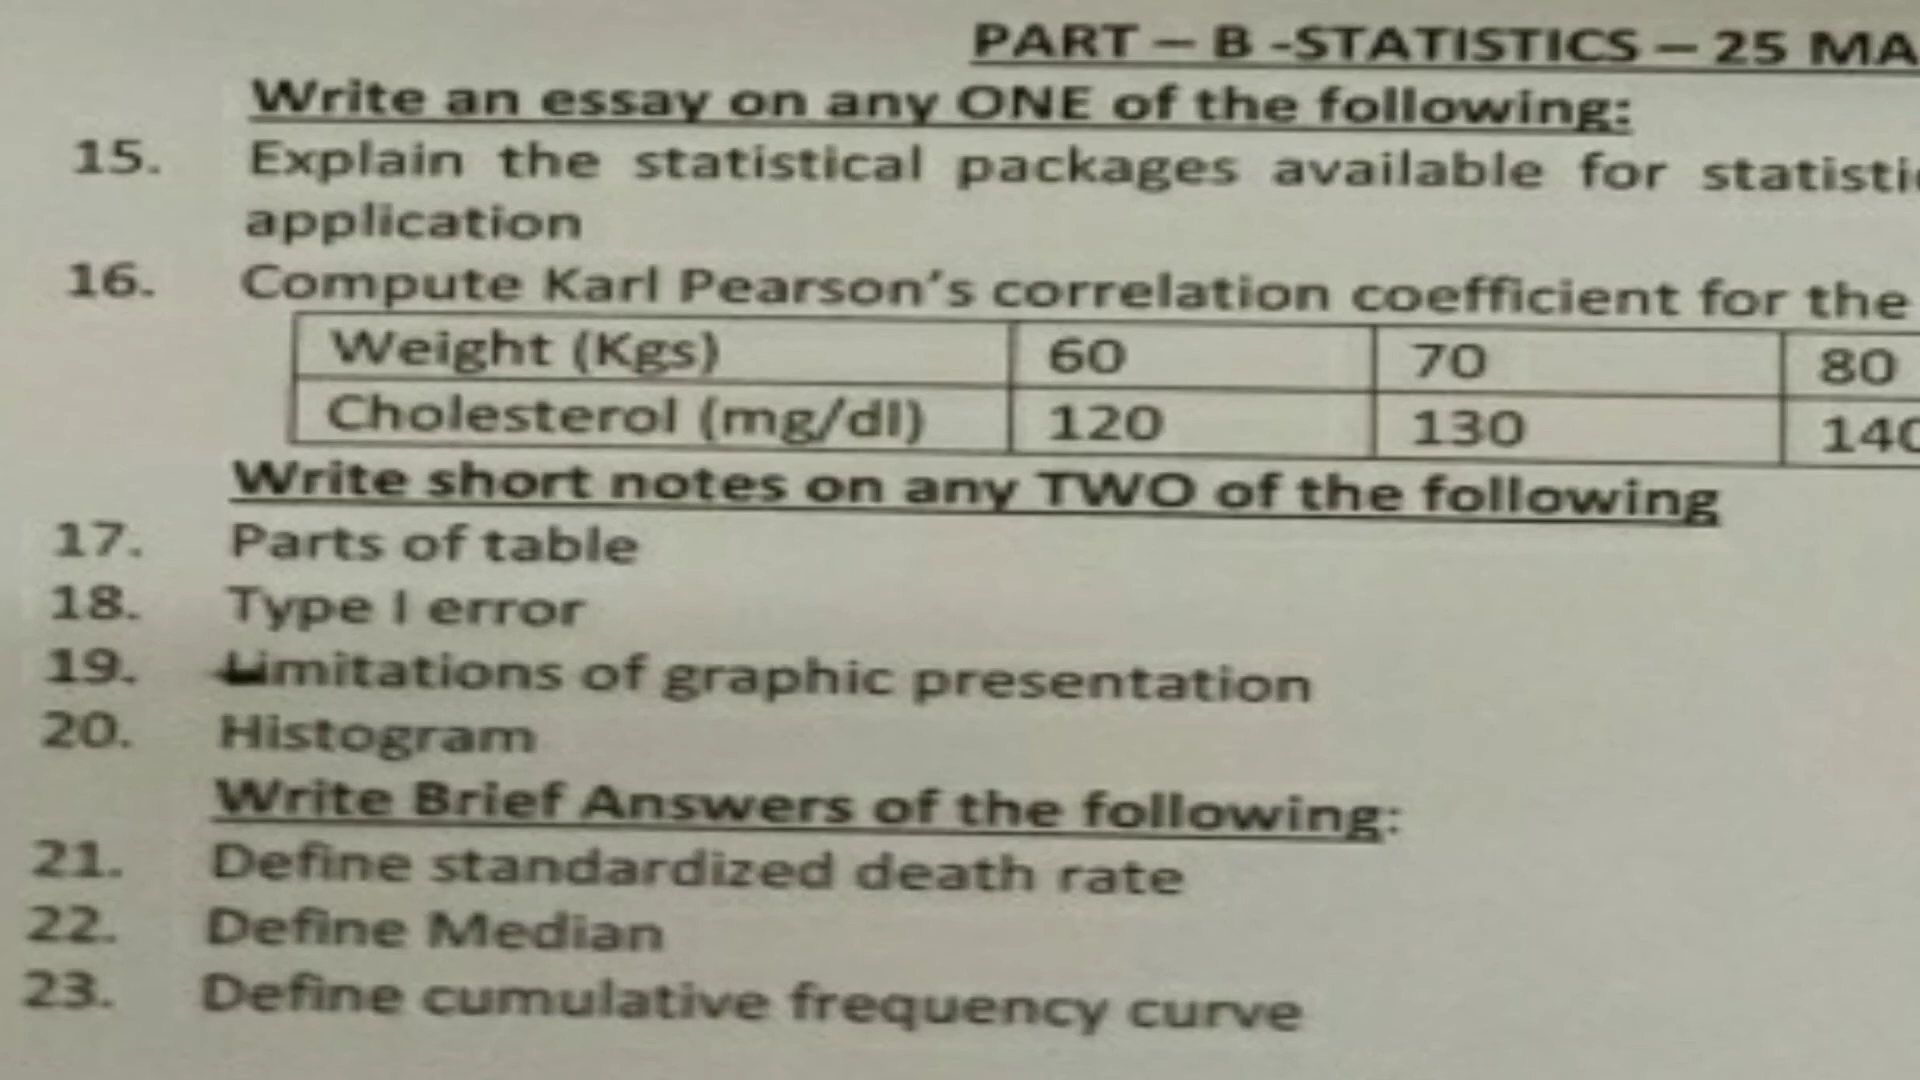 PART – B -STATISTICS – 25 MA
Write an essay on any ONE of the following:
15. Explain the statistical packages available for statisti
application
16. Compute Karl Pearson’s correlation coefficient for the
Weight (Kgs) 60 70 80
Cholesterol (mg/dl) 120 130 140
Write short notes on any TWO of the following
17. Parts of table
18. Type I error
19. Limitations of graphic presentation
20. Histogram
Write Brief Answers of the following:
21. Define standardized death rate
22. Define Median
23. Define cumulative frequency curve